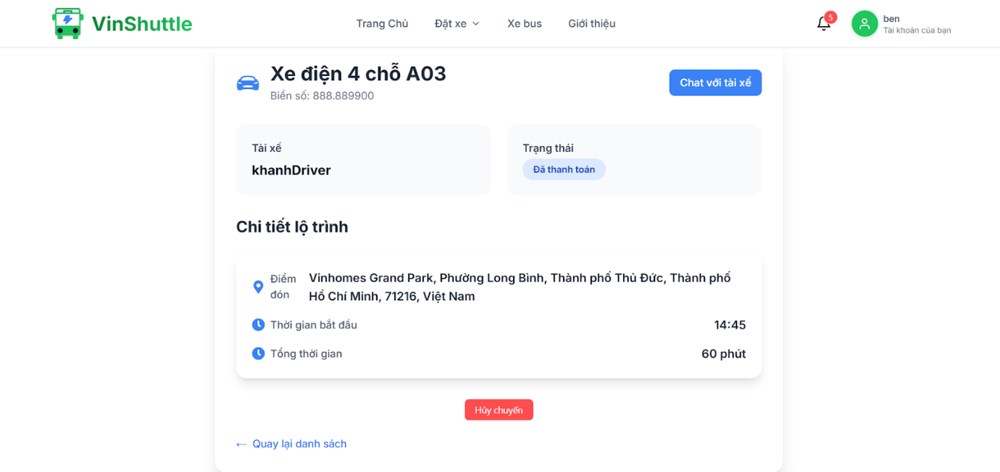 VinShuttle
Trang Chủ
Đặt xe
Xe bus
Giới thiệu
5
ben
Tài khoản của bạn
Xe điện 4 chỗ A03
Biển số: 888.889900
Chat với tài xế
Tài xế
khanhDriver
Trạng thái
Đã thanh toán
Chi tiết lộ trình
Điểm
đón
Vinhomes Grand Park, Phường Long Bình, Thành phố Thủ Đức, Thành phố
Hồ Chí Minh, 71216, Việt Nam
Thời gian bắt đầu
14:45
Tổng thời gian
60 phút
Hủy chuyến
← Quay lại danh sách